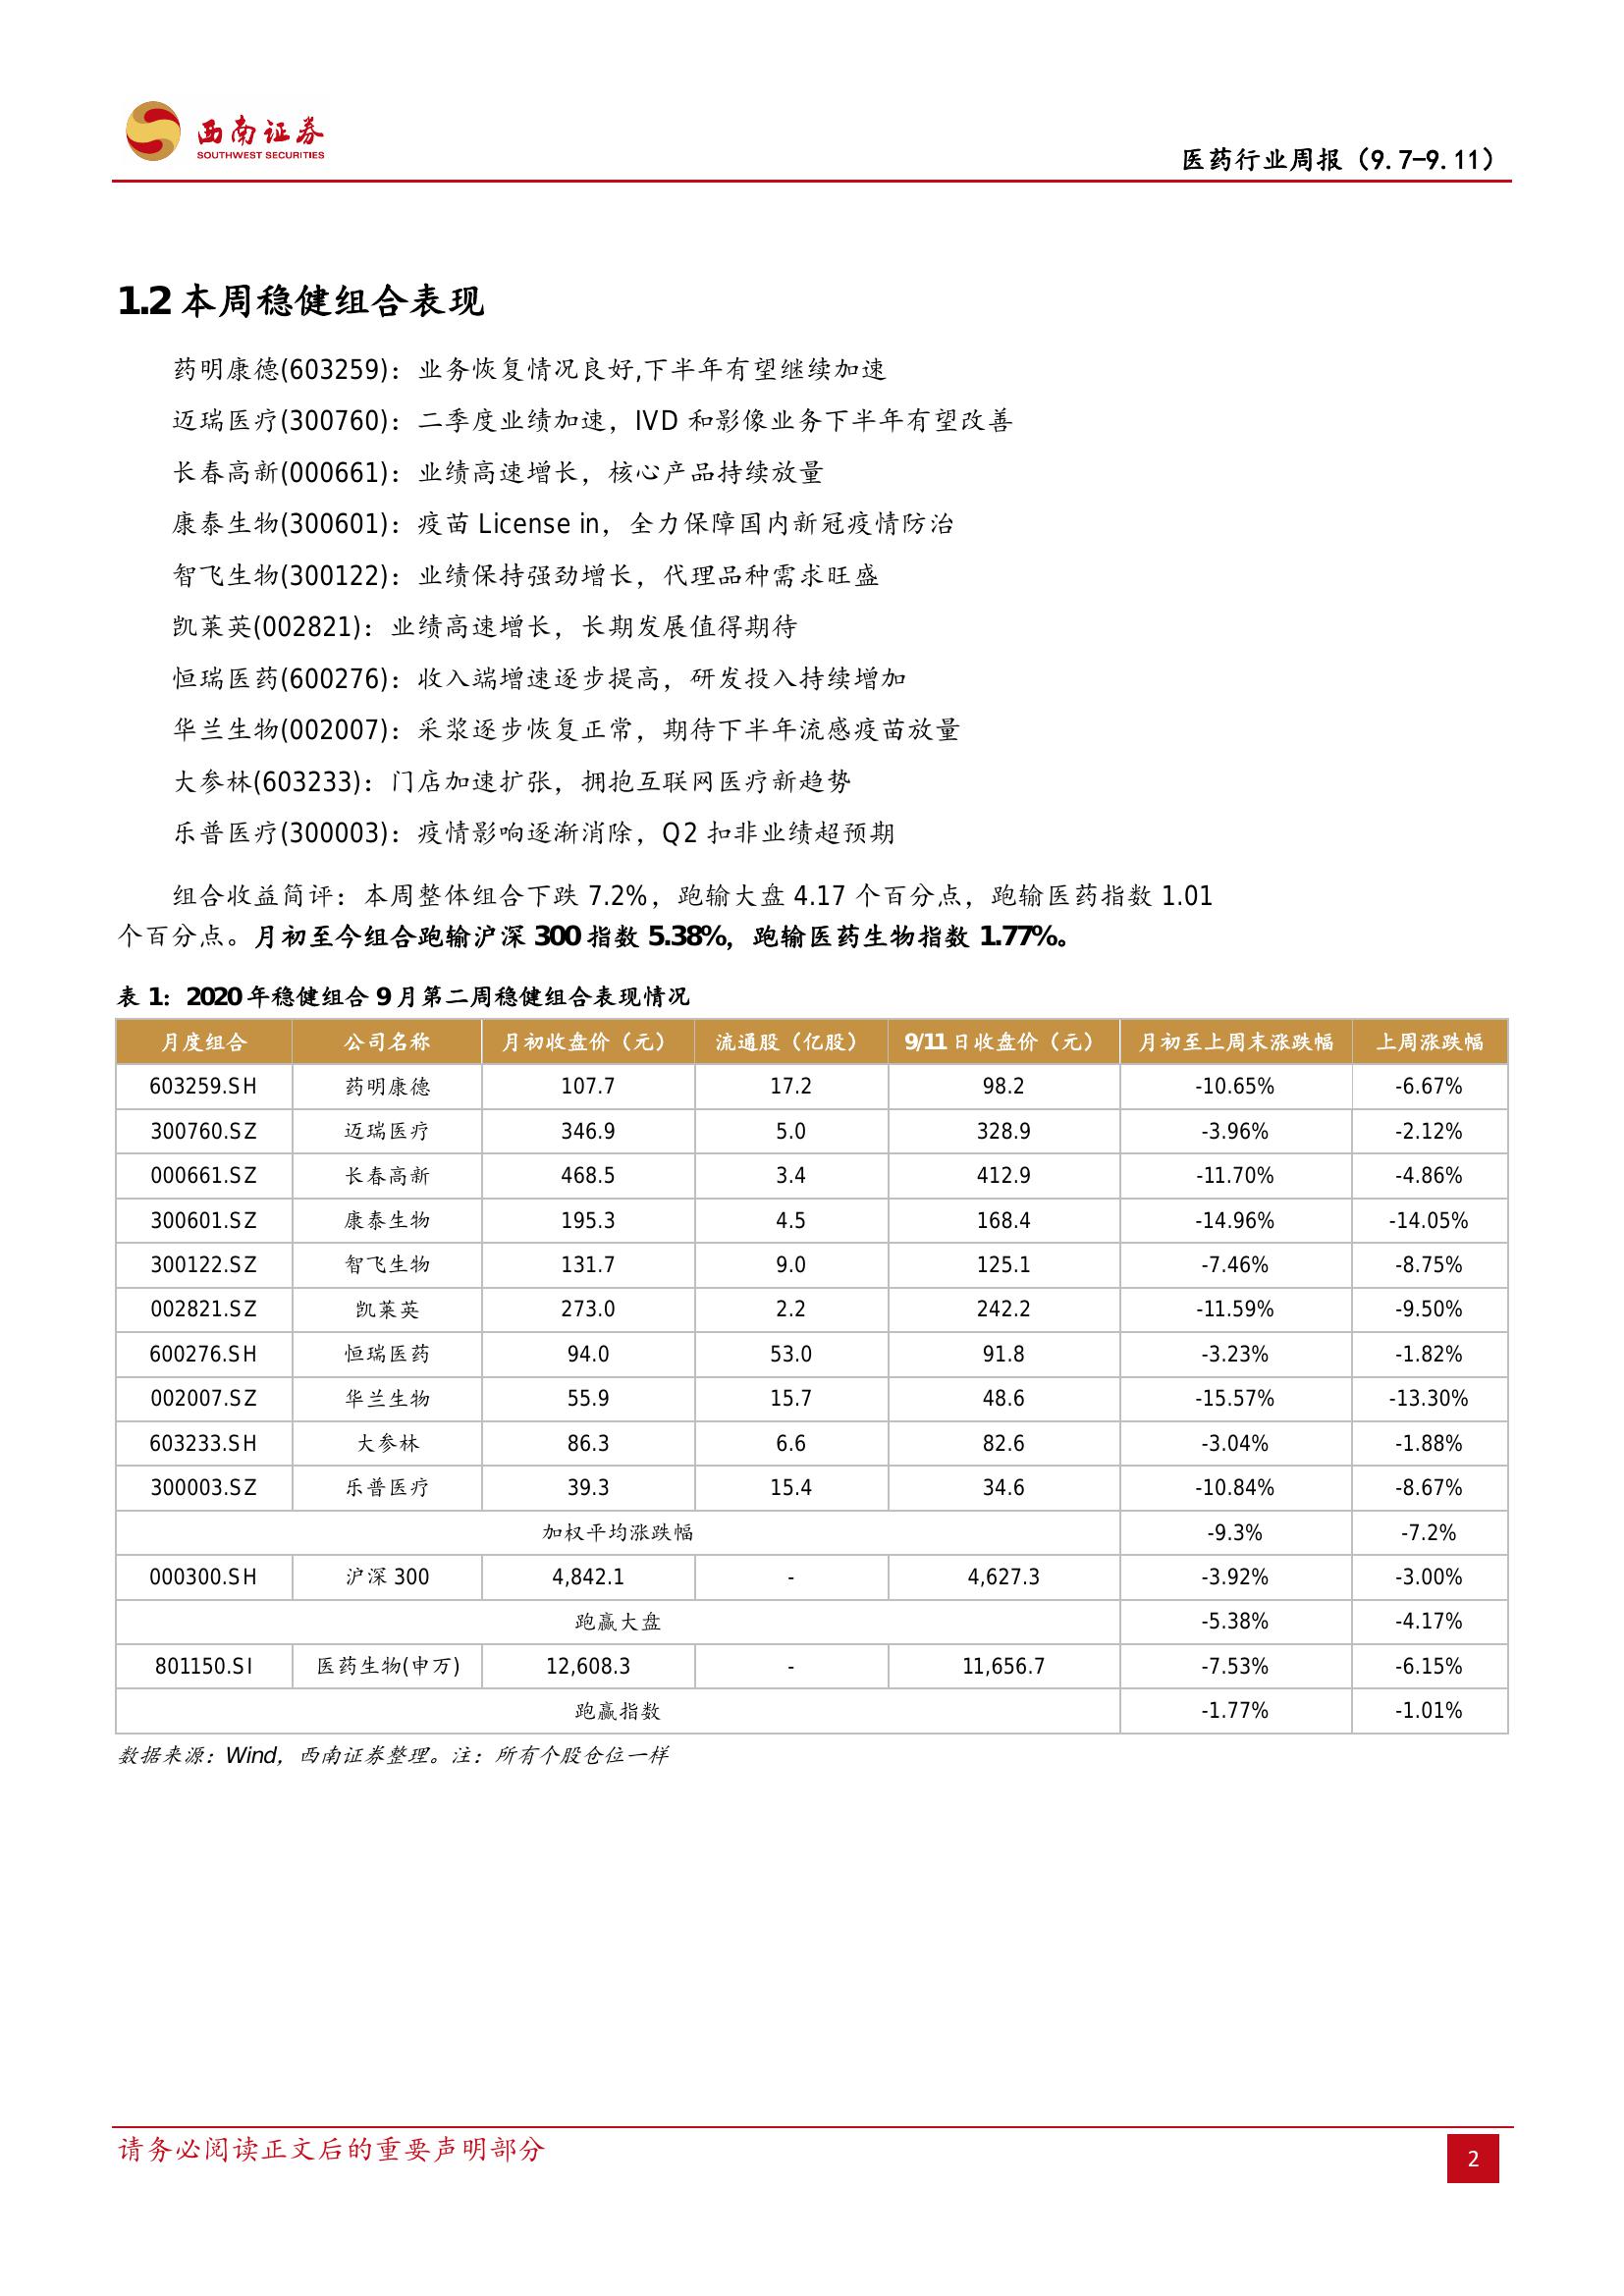 西南证券
SOUTHWEST SECURITIES
医药行业周报（9.7-9.11）
1.2 本周稳健组合表现
药明康德(603259)：业务恢复情况良好,下半年有望继续加速
迈瑞医疗(300760)：二季度业绩加速，IVD 和影像业务下半年有望改善
长春高新(000661)：业绩高速增长，核心产品持续放量
康泰生物(300601)：疫苗 License in，全力保障国内新冠疫情防治
智飞生物(300122)：业绩保持强劲增长，代理品种需求旺盛
凯莱英(002821)：业绩高速增长，长期发展值得期待
恒瑞医药(600276)：收入端增速逐步提高，研发投入持续增加
华兰生物(002007)：采浆逐步恢复正常，期待下半年流感疫苗放量
大参林(603233)：门店加速扩张，拥抱互联网医疗新趋势
乐普医疗(300003)：疫情影响逐渐消除，Q2 扣非业绩超预期
组合收益简评：本周整体组合下跌 7.2%，跑输大盘 4.17 个百分点，跑输医药指数 1.01
个百分点。月初至今组合跑输沪深 300 指数 5.38%，跑输医药生物指数 1.77%。
表 1：2020 年稳健组合 9 月第二周稳健组合表现情况
月度组合 公司名称 月初收盘价（元） 流通股（亿股） 9/11 日收盘价（元） 月初至上周末涨跌幅 上周涨跌幅
603259.SH 药明康德 107.7 17.2 98.2 -10.65% -6.67%
300760.SZ 迈瑞医疗 346.9 5.0 328.9 -3.96% -2.12%
000661.SZ 长春高新 468.5 3.4 412.9 -11.70% -4.86%
300601.SZ 康泰生物 195.3 4.5 168.4 -14.96% -14.05%
300122.SZ 智飞生物 131.7 9.0 125.1 -7.46% -8.75%
002821.SZ 凯莱英 273.0 2.2 242.2 -11.59% -9.50%
600276.SH 恒瑞医药 94.0 53.0 91.8 -3.23% -1.82%
002007.SZ 华兰生物 55.9 15.7 48.6 -15.57% -13.30%
603233.SH 大参林 86.3 6.6 82.6 -3.04% -1.88%
300003.SZ 乐普医疗 39.3 15.4 34.6 -10.84% -8.67%
加权平均涨跌幅 -9.3% -7.2%
000300.SH 沪深 300 4,842.1 - 4,627.3 -3.92% -3.00%
跑赢大盘 -5.38% -4.17%
801150.SI 医药生物(申万) 12,608.3 - 11,656.7 -7.53% -6.15%
跑赢指数 -1.77% -1.01%
数据来源：Wind，西南证券整理。注：所有个股仓位一样
请务必阅读正文后的重要声明部分
2